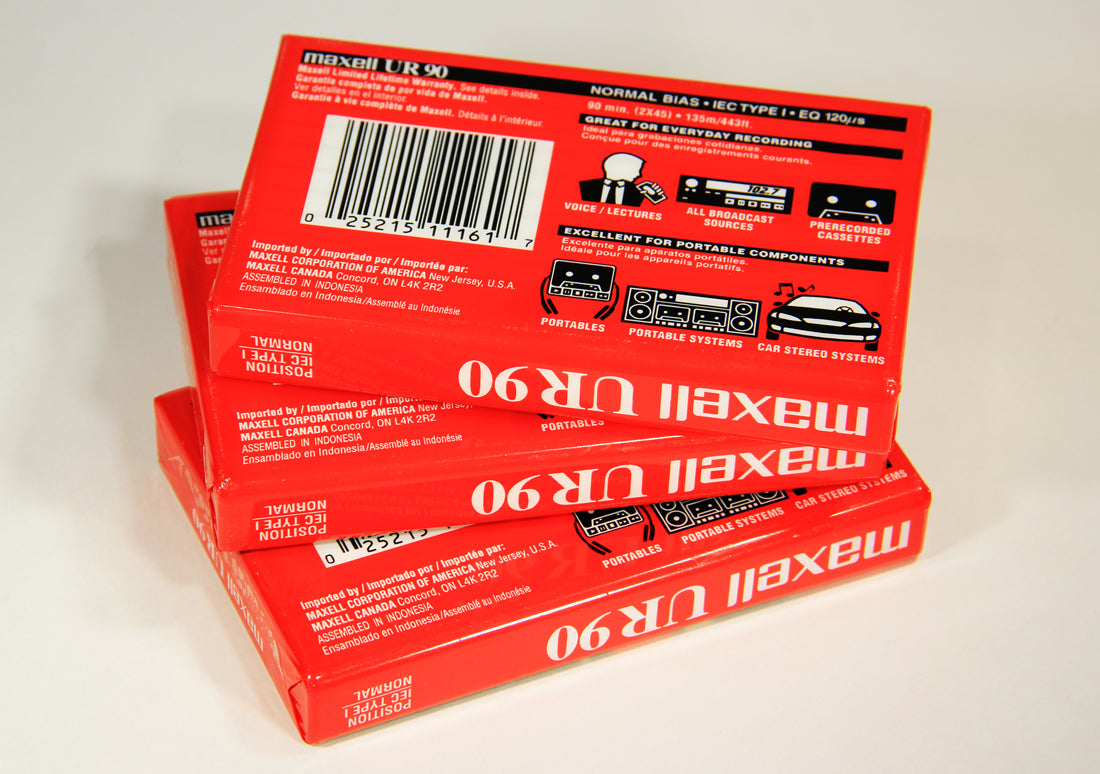 maxell UR 90
Maxell Limited Lifetime Warranty. See details inside.
Garantía completa de por vida de Maxell.
Ver detalles en el interior.
Garantie à vie complète de Maxell. Détails à l'intérieur.
0 25215 11161 7
Imported by / Importado por / Importée par:
MAXELL CORPORATION OF AMERICA New Jersey, U.S.A.
MAXELL CANADA Concord, ON L4K 2R2
ASSEMBLED IN INDONESIA
Ensamblado en Indonesia/Assemblé au Indonésie
NORMAL BIAS • IEC TYPE I • EQ 120µs
90 min. (2X45) • 135m/443ft.
GREAT FOR EVERYDAY RECORDING
Ideal para grabaciones cotidianas.
Conçue pour des enregistrements courants.
102.7
VOICE / LECTURES
ALL BROADCAST
SOURCES
PRERECORDED
CASSETTES
EXCELLENT FOR PORTABLE COMPONENTS
Excelente para aparatos portátiles.
Idéale pour les appareils portatifs.
PORTABLES
PORTABLE SYSTEMS
CAR STEREO SYSTEMS
maxell UR 90
NORMAL
IEC TYPE I
POSITION
Imported by / Importado por / Importée
MAXELL CORPORATION OF AMERICA New Jersey,
MAXELL CANADA Concord, ON L4K 2R2
ASSEMBLED IN INDONESIA
Ensamblado en Indonesia/Assemblé au Indonésie
PORTABLES
maxell UR 90
NORMAL
IEC TYPE I
POSITION
0 25215
Imported by / Importado por / Importée par:
MAXELL CORPORATION OF AMERICA New Jersey, U.S.A.
MAXELL CANADA Concord, ON L4K 2R2
ASSEMBLED IN INDONESIA
Ensamblado en Indonesia/Assemblé au Indonésie
PORTABLES
PORTABLE SYSTEMS
CAR STEREO SYSTEMS
maxell UR 90
NORMAL
IEC TYPE I
POSITION
maxell UR 90